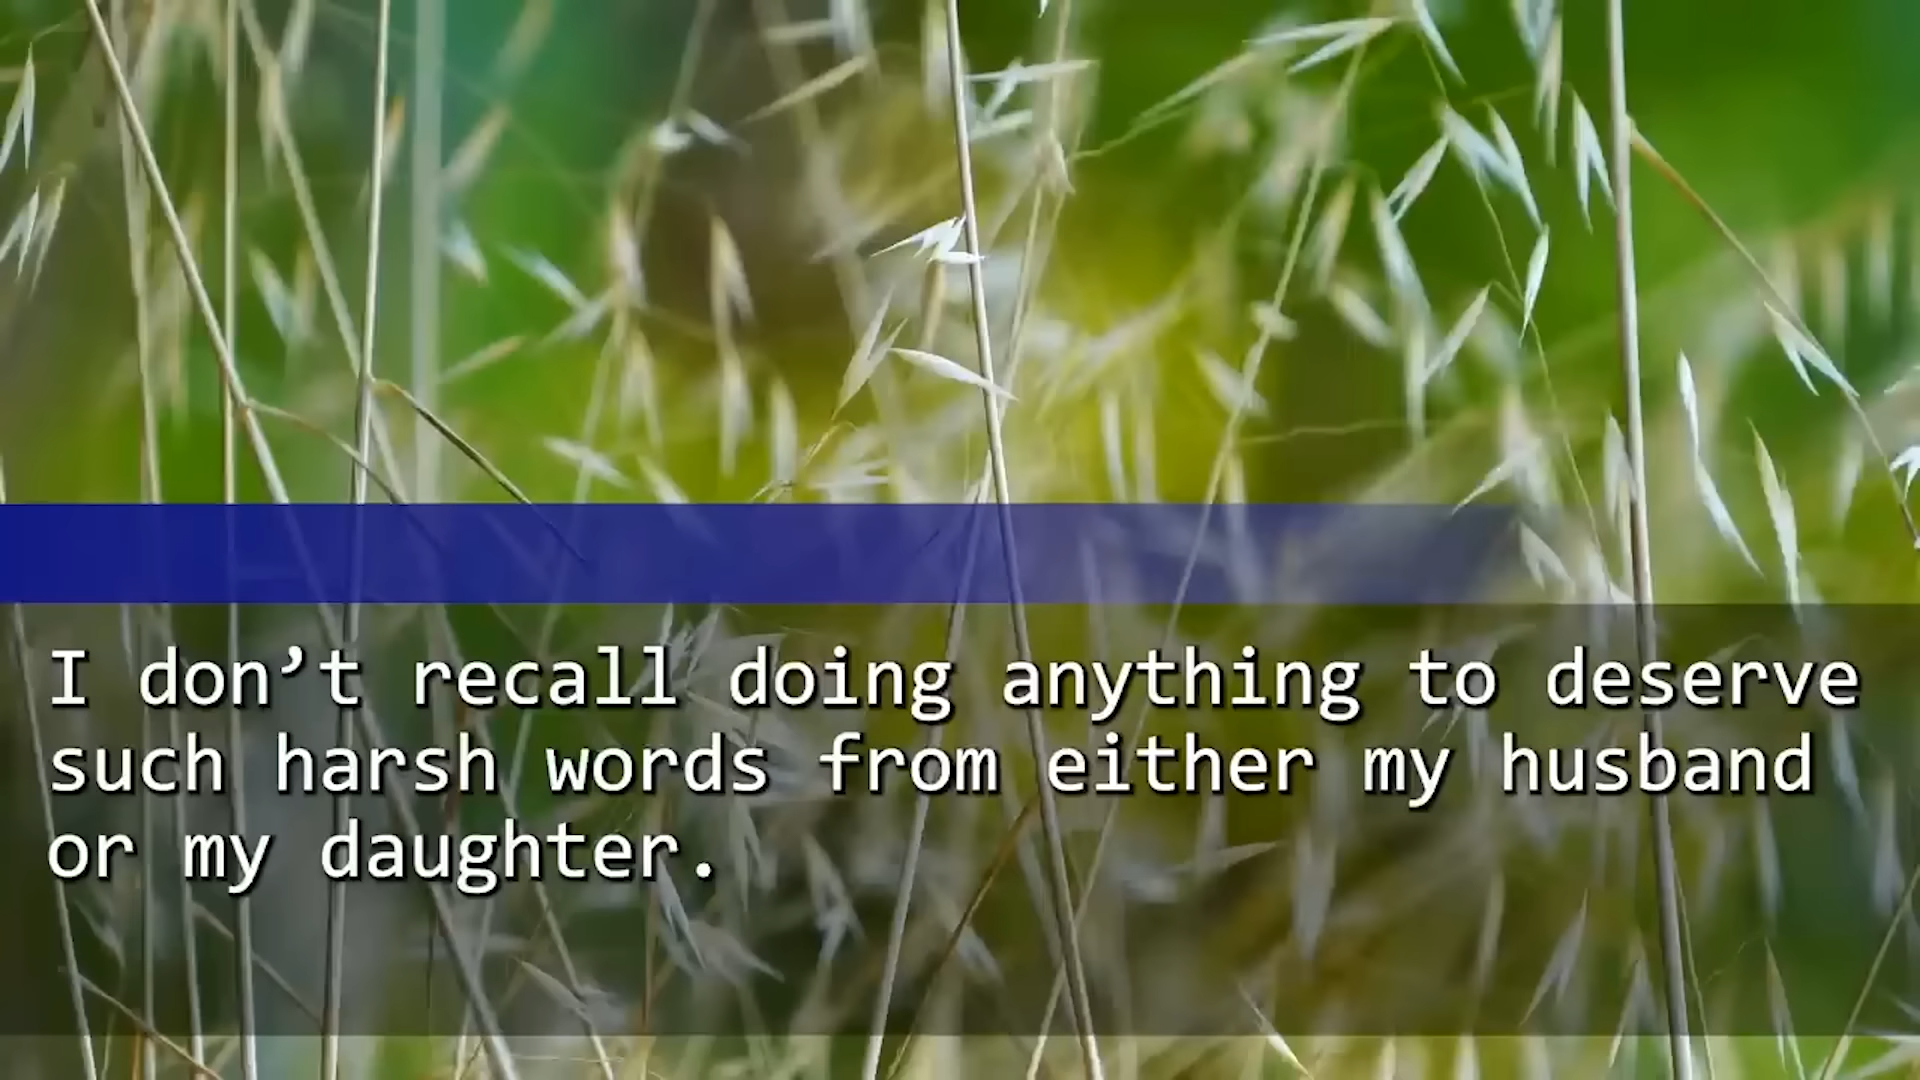 I don’t recall doing anything to deserve
such harsh words from either my husband
or my daughter.